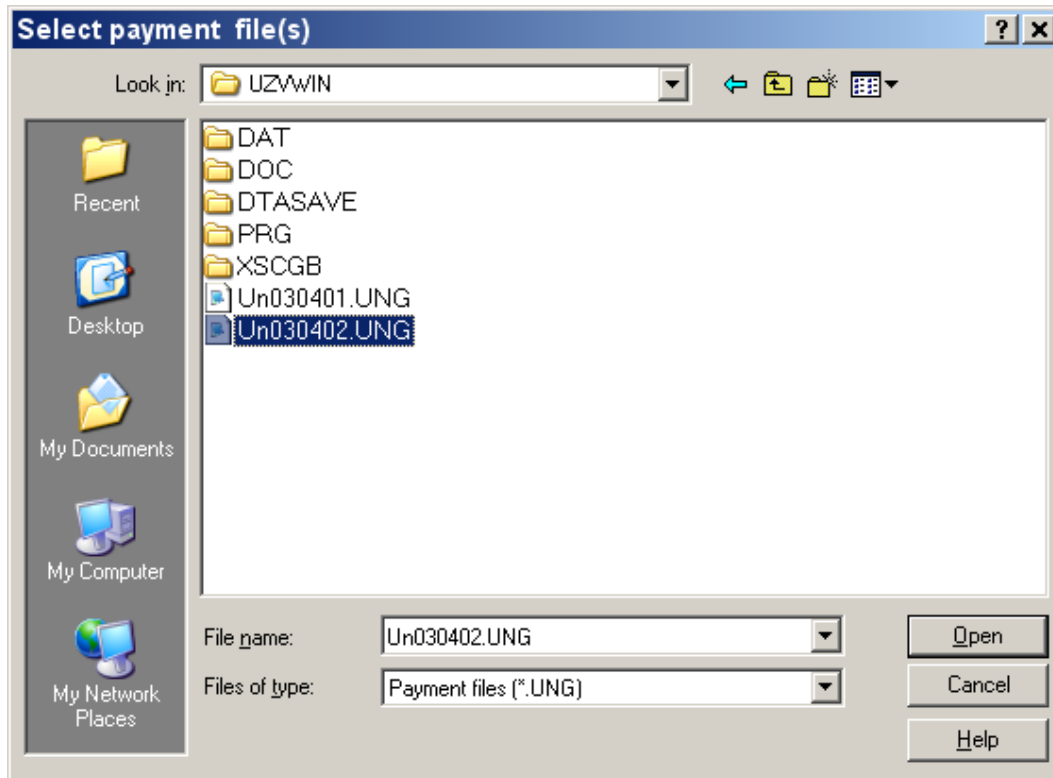 Select payment file(s)
Look in: UZVWIN
Recent
Desktop
My Documents
My Computer
My Network
Places
DAT
DOC
DTASAVE
PRG
XSCGB
Un030401.UNG
Un030402.UNG
File name: Un030402.UNG
Open
Files of type: Payment files (*.UNG)
Cancel
Help